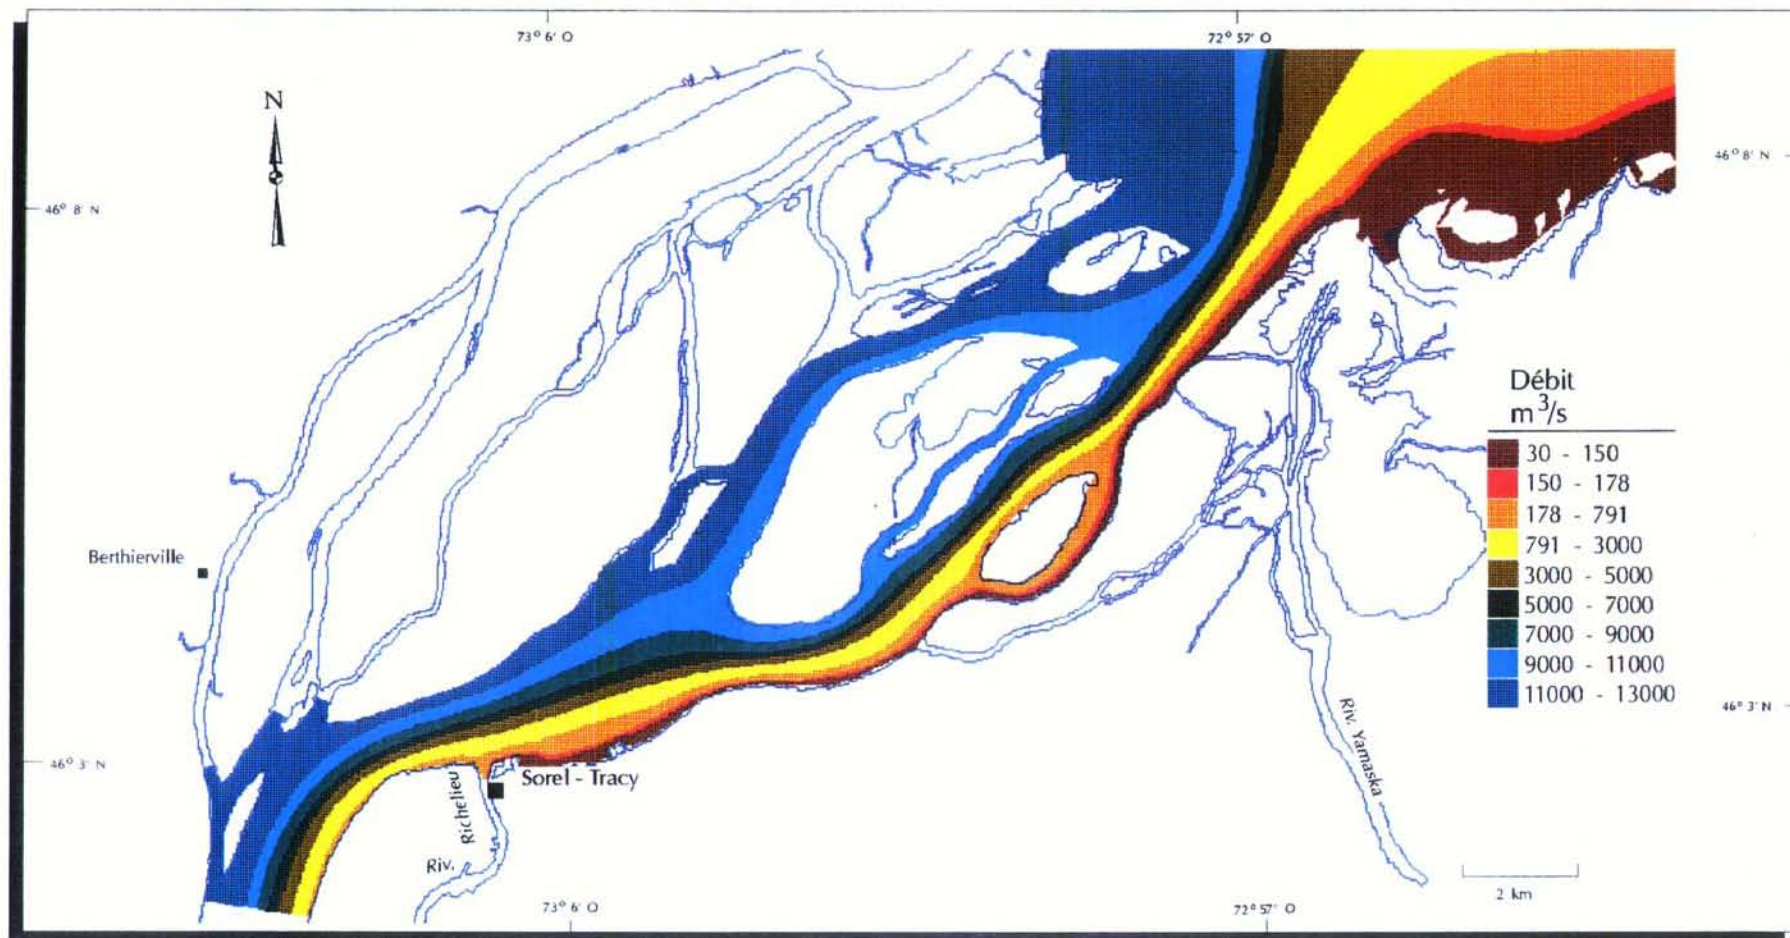 73° 6' O
72° 57' O
N
46° 8' N
46° 8' N
Débit
m³/s
30 - 150
150 - 178
178 - 791
791 - 3000
3000 - 5000
5000 - 7000
7000 - 9000
9000 - 11000
11000 - 13000
Berthierville
46° 3' N
46° 3' N
Sorel - Tracy
Riv. Richelieu
Riv. Yamaska
2 km
73° 6' O
72° 57' O